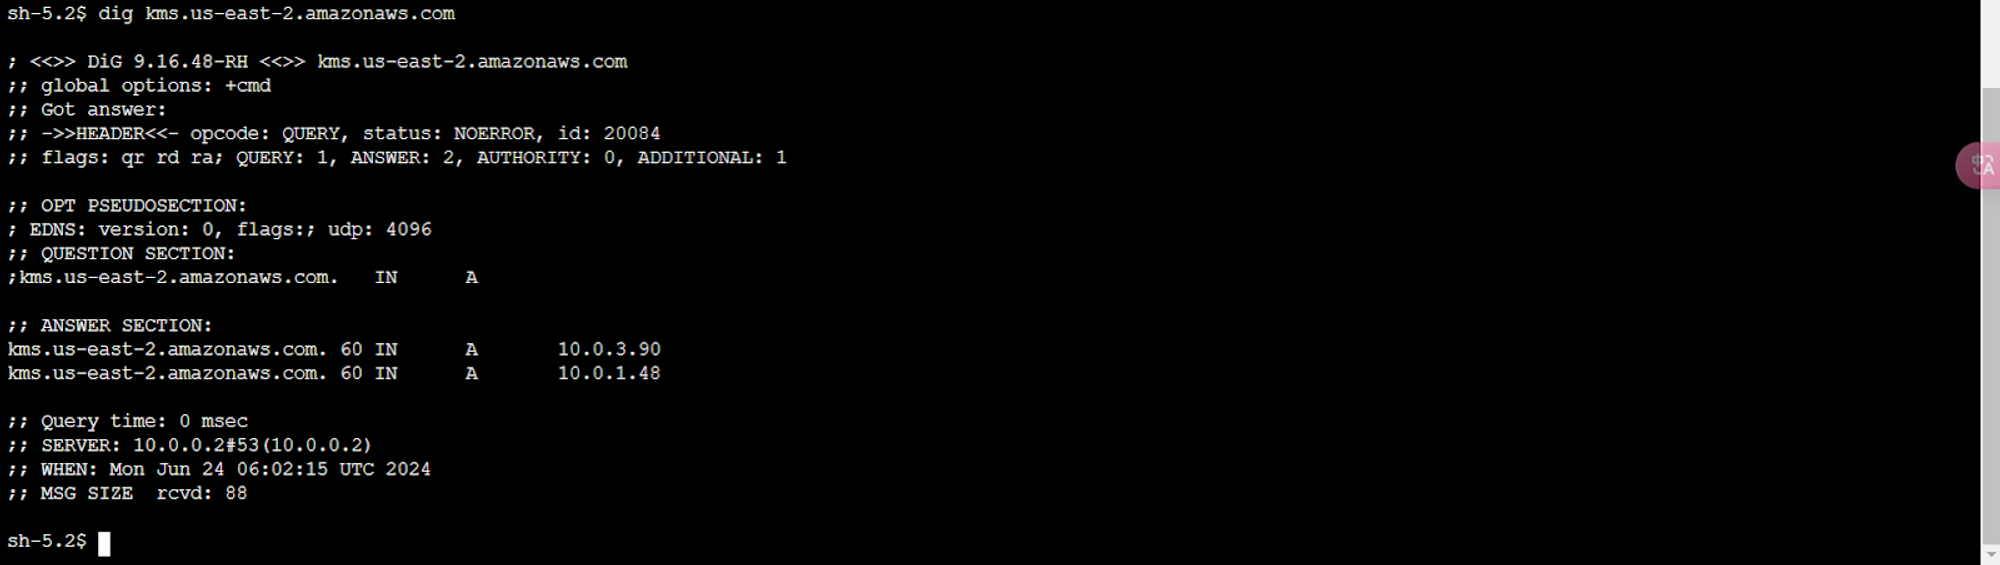 sh-5.2$ dig kms.us-east-2.amazonaws.com
; <<>> DiG 9.16.48-RH <<>> kms.us-east-2.amazonaws.com
;; global options: +cmd
;; Got answer:
;; ->>HEADER<<- opcode: QUERY, status: NOERROR, id: 20084
;; flags: qr rd ra; QUERY: 1, ANSWER: 2, AUTHORITY: 0, ADDITIONAL: 1
;; OPT PSEUDOSECTION:
; EDNS: version: 0, flags:; udp: 4096
;; QUESTION SECTION:
;kms.us-east-2.amazonaws.com. IN A
;; ANSWER SECTION:
kms.us-east-2.amazonaws.com. 60 IN A 10.0.3.90
kms.us-east-2.amazonaws.com. 60 IN A 10.0.1.48
;; Query time: 0 msec
;; SERVER: 10.0.0.2#53(10.0.0.2)
;; WHEN: Mon Jun 24 06:02:15 UTC 2024
;; MSG SIZE rcvd: 88
sh-5.2$